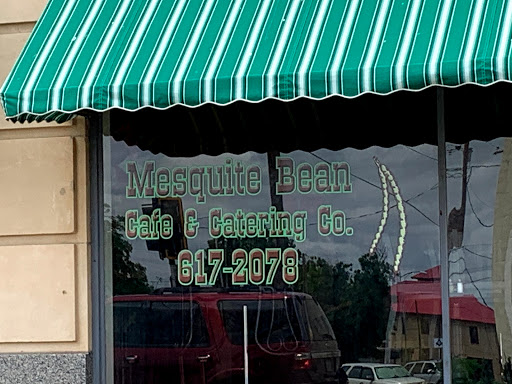 Mesquite Bean
Cafe & Catering Co.
617-2078